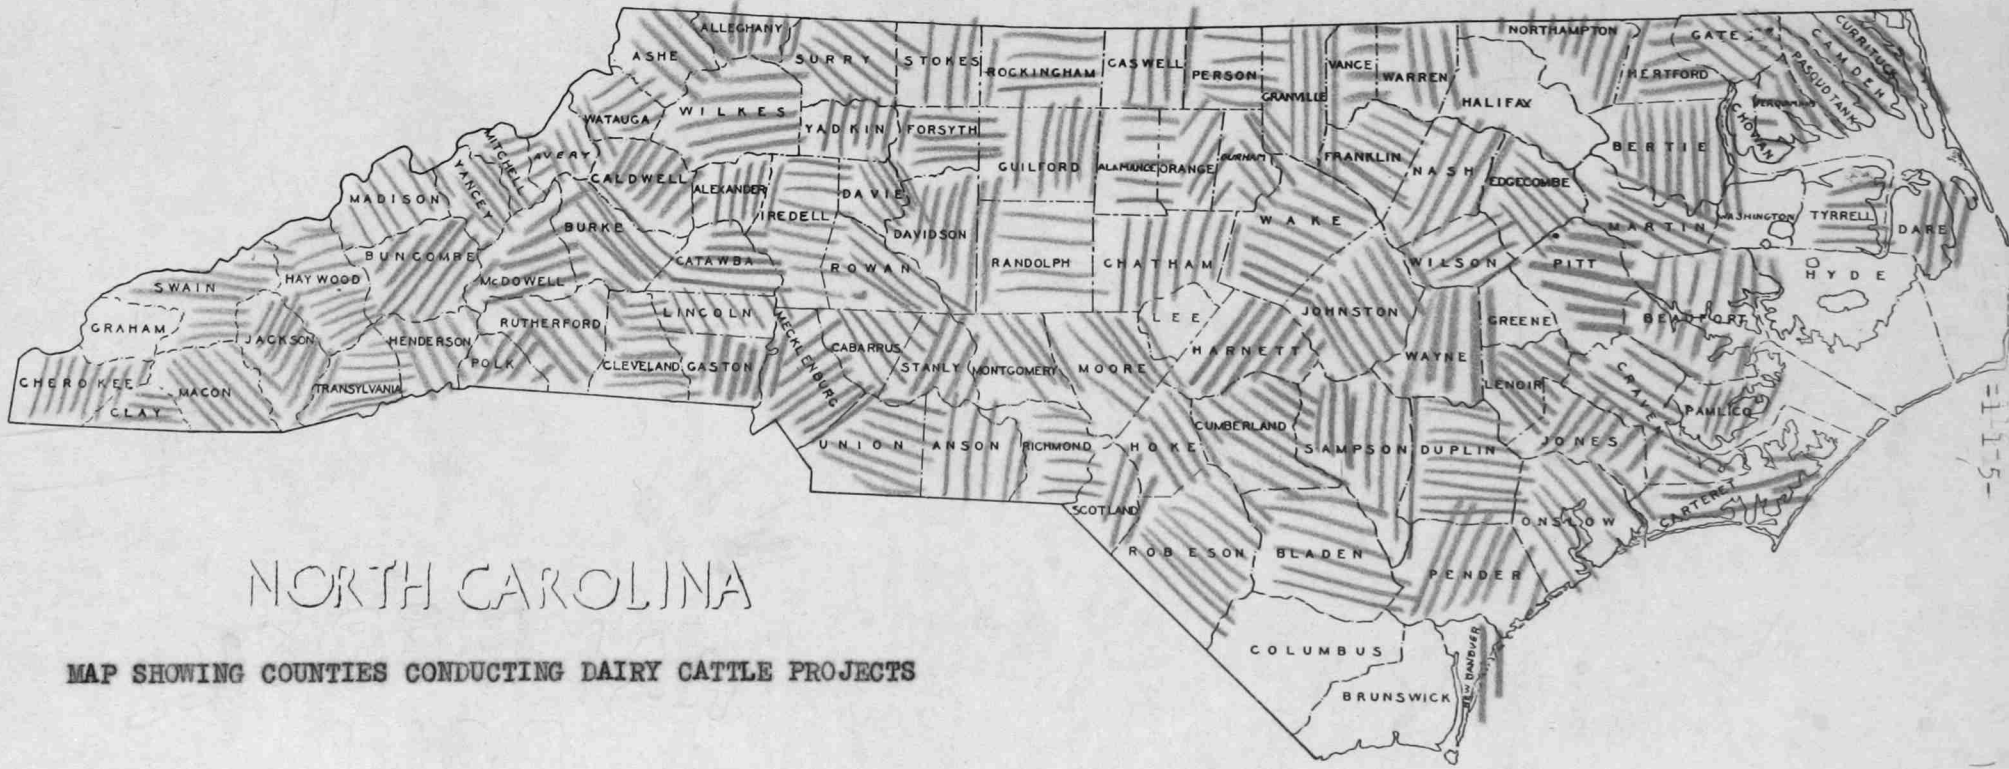 ALLEGHANY
NORTHAMPTON
GATES
CURRITUCK
CAMDEN
ASHE
SURRY
STOKES
ROCKINGHAM
CASWELL
PERSON
VANCE
WARREN
HERTFORD
PASQUOTANK
GRANVILLE
HALIFAX
PERQUIMANS
CHOWAN
WATAUGA
WILKES
YADKIN
FORSYTH
GUILFORD
ALAMANCE
ORANGE
DURHAM
FRANKLIN
NASH
EDGECOMBE
BERTIE
MITCHELL
AVERY
YANCEY
CALDWELL
ALEXANDER
IREDELL
DAVIE
MADISON
BURKE
DAVIDSON
WAKE
MARTIN
WASHINGTON
TYRRELL
DARE
BUNCOMBE
McDOWELL
CATAWBA
ROWAN
RANDOLPH
CHATHAM
WILSON
PITT
HYDE
SWAIN
HAYWOOD
RUTHERFORD
LINCOLN
LEE
JOHNSTON
GREENE
BEAUFORT
GRAHAM
JACKSON
HENDERSON
POLK
CLEVELAND
GASTON
MECKLENBURG
CABARRUS
STANLY
MONTGOMERY
MOORE
HARNETT
WAYNE
LENOIR
CRAVEN
PAMLICO
CHEROKEE
CLAY
MACON
TRANSYLVANIA
UNION
ANSON
RICHMOND
HOKE
CUMBERLAND
SAMPSON
DUPLIN
JONES
SCOTLAND
ROBESON
BLADEN
PENDER
ONSLOW
CARTERET
COLUMBUS
BRUNSWICK
NEW HANOVER
NORTH CAROLINA
MAP SHOWING COUNTIES CONDUCTING DAIRY CATTLE PROJECTS